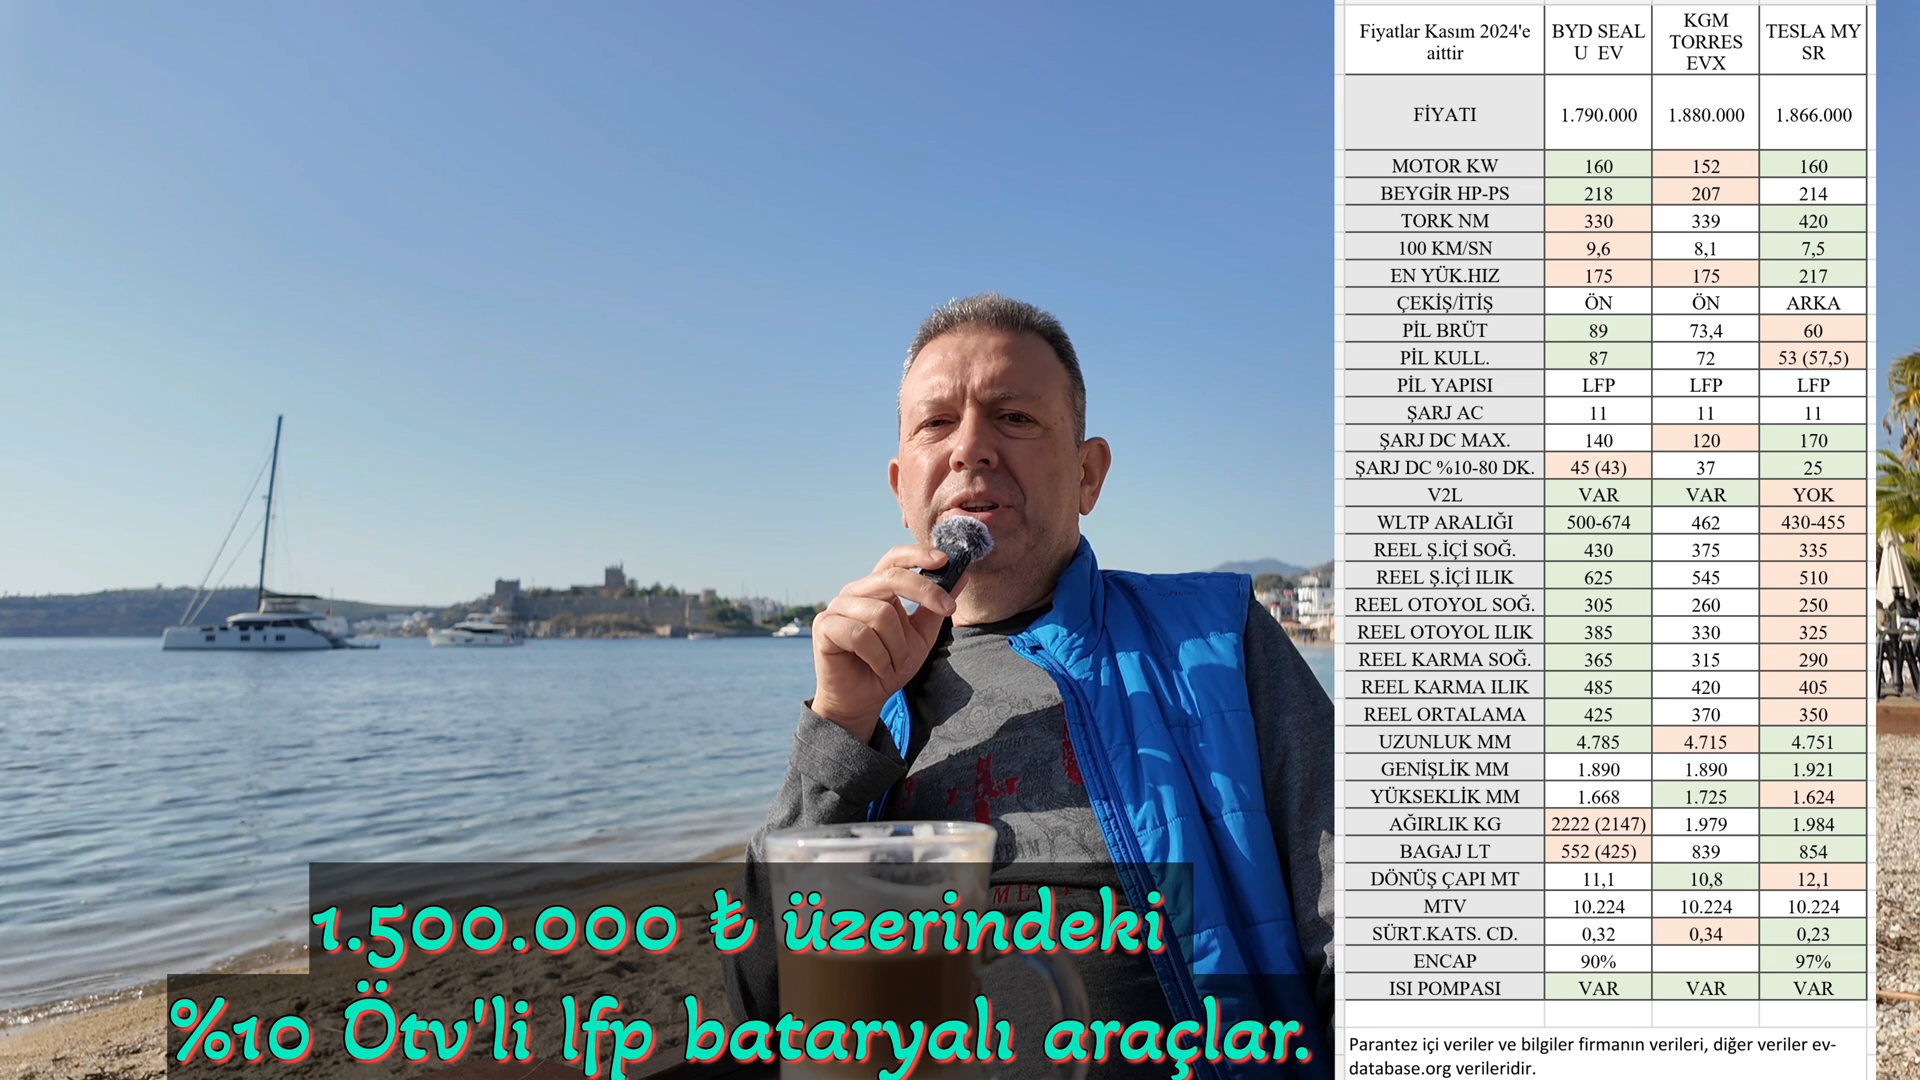 Fiyatlar Kasım 2024'e aittir BYD SEAL U EV KGM TORRES EVX TESLA MY SR
FİYATI 1.790.000 1.880.000 1.866.000
MOTOR KW 160 152 160
BEYGİR HP-PS 218 207 214
TORK NM 330 339 420
100 KM/SN 9,6 8,1 7,5
EN YÜK.HIZ 175 175 217
ÇEKİŞ/İTİŞ ÖN ÖN ARKA
PİL BRÜT 89 73,4 60
PİL KULL. 87 72 53 (57,5)
PİL YAPISI LFP LFP LFP
ŞARJ AC 11 11 11
ŞARJ DC MAX. 140 120 170
ŞARJ DC %10-80 DK. 45 (43) 37 25
V2L VAR VAR YOK
WLTP ARALIĞI 500-674 462 430-455
REEL Ş.İÇİ SOĞ. 430 375 335
REEL Ş.İÇİ ILIK 625 545 510
REEL OTOYOL SOĞ. 305 260 250
REEL OTOYOL ILIK 385 330 325
REEL KARMA SOĞ. 365 315 290
REEL KARMA ILIK 485 420 405
REEL ORTALAMA 425 370 350
UZUNLUK MM 4.785 4.715 4.751
GENİŞLİK MM 1.890 1.890 1.921
YÜKSEKLİK MM 1.668 1.725 1.624
AĞIRLIK KG 2222 (2147) 1.979 1.984
BAGAJ LT 552 (425) 839 854
DÖNÜŞ ÇAPI MT 11,1 10,8 12,1
MTV 10.224 10.224 10.224
SÜRT.KATS. CD. 0,32 0,34 0,23
ENCAP 90% 97%
ISI POMPASI VAR VAR VAR
Parantez içi veriler ve bilgiler firmanın verileri, diğer veriler ev-
database.org verileridir.
1.500.000 ₺ üzerindeki
%10 Ötv'li lfp bataryalı araçlar.